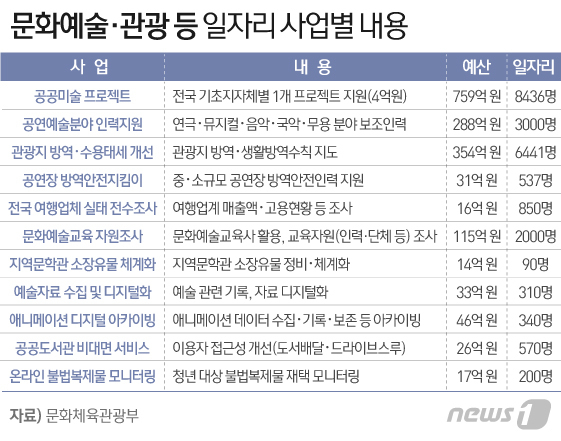 문화예술·관광 등 일자리 사업별 내용
사 업 내 용 예산 일자리
공공미술 프로젝트 전국 기초지자체별 1개 프로젝트 지원(4억원) 759억 원 8436명
공연예술분야 인력지원 연극·뮤지컬·음악·국악·무용 분야 보조인력 288억 원 3000명
관광지 방역·수용태세 개선 관광지 방역·생활방역수칙 지도 354억 원 6441명
공연장 방역안전지킴이 중·소규모 공연장 방역안전인력 지원 31억 원 537명
전국 여행업체 실태 전수조사 여행업계 매출액·고용현황 등 조사 16억 원 850명
문화예술교육 자원조사 문화예술교육사 활용, 교육자원(인력·단체 등) 조사 115억 원 2000명
지역문학관 소장유물 체계화 지역문학관 소장유물 정비·체계화 14억 원 90명
예술자료 수집 및 디지털화 예술 관련 기록, 자료 디지털화 33억 원 310명
애니메이션 디지털 아카이빙 애니메이션 데이터 수집·기록·보존 등 아카이빙 46억 원 340명
공공도서관 비대면 서비스 이용자 접근성 개선(도서배달·드라이브스루) 26억 원 570명
온라인 불법복제물 모니터링 청년 대상 불법복제물 재택 모니터링 17억 원 200명
자료) 문화체육관광부
news1